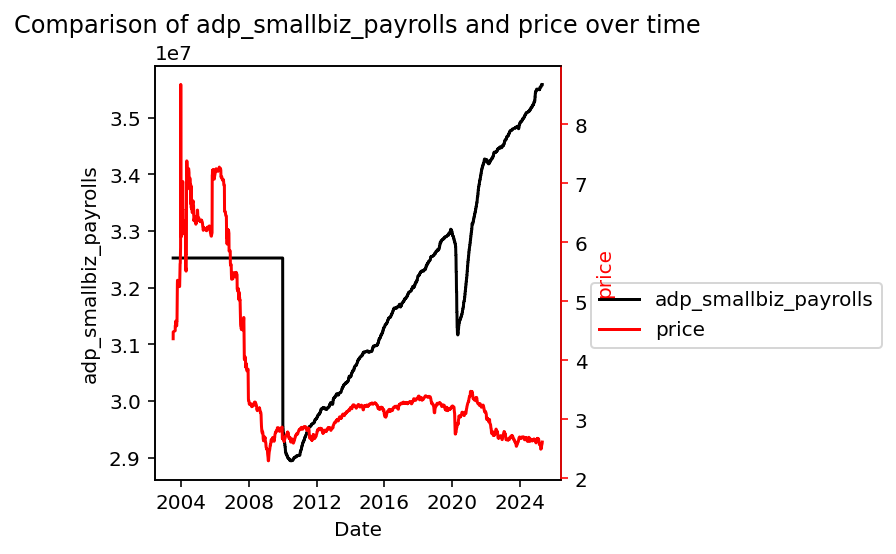 Comparison of adp_smallbiz_payrolls and price over time
1e7
3.5
3.4
3.3
3.2
3.1
3.0
2.9
adp_smallbiz_payrolls
8
7
6
5
4
3
2
price
adp_smallbiz_payrolls
price
2004 2008 2012 2016 2020 2024
Date